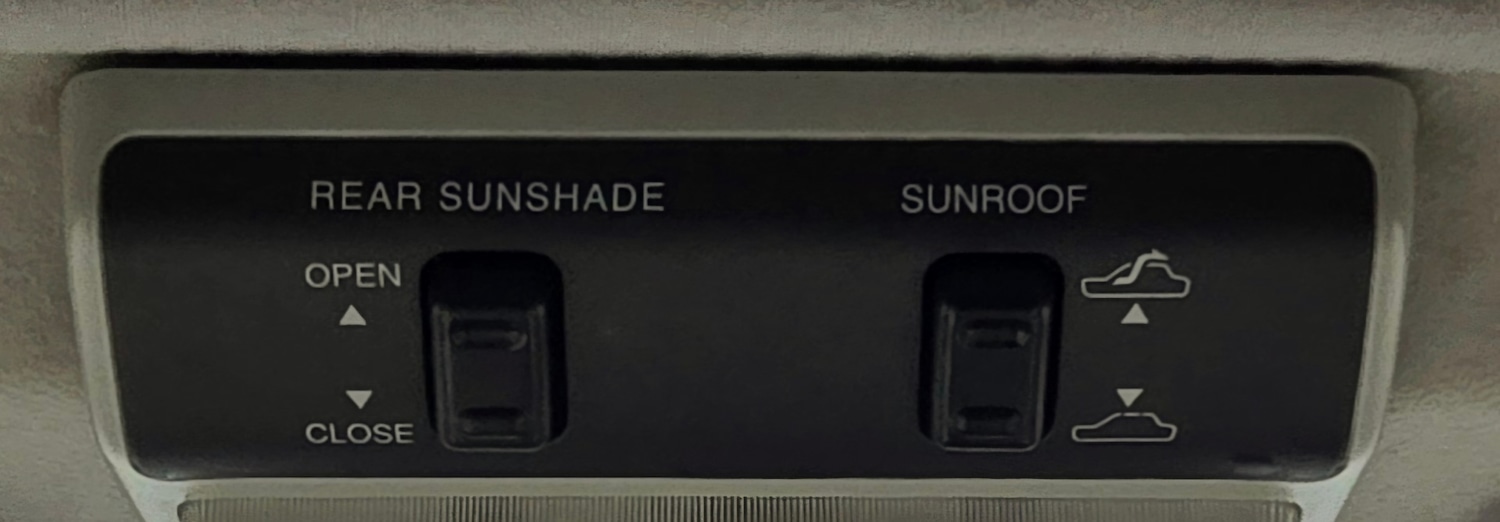 REAR SUNSHADE
OPEN
CLOSE
SUNROOF